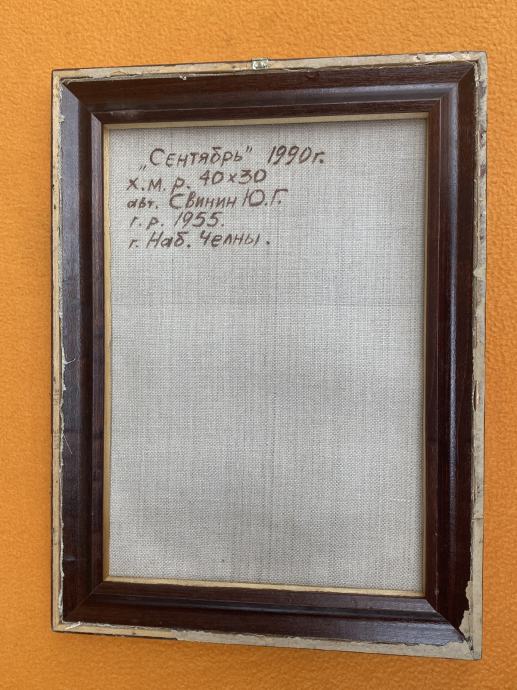 „Сентябрь" 1990г.
х.м. р. 40х30
авт. Свинин Ю.Г.
г.р. 1955.
г. Наб. Челны.